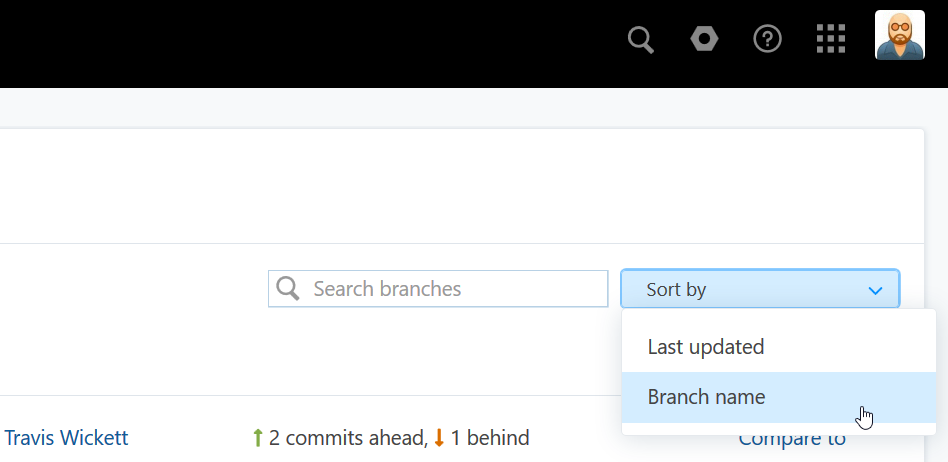 Search branches
Sort by
Last updated
Branch name
Travis Wickett
2 commits ahead, 1 behind
Compare to